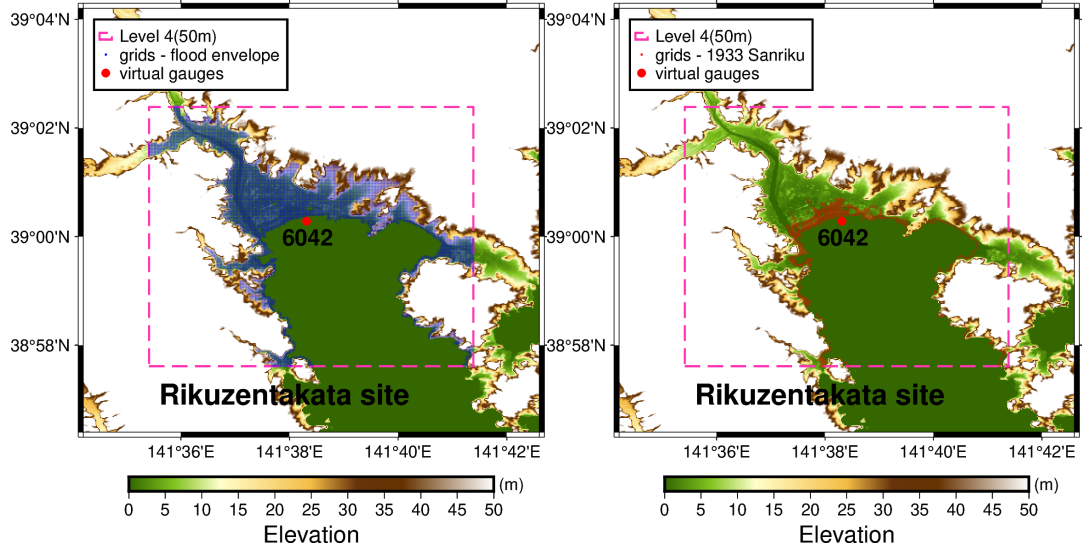 39°04'N
Level 4(50m)
grids - flood envelope
virtual gauges
39°02'N
39°00'N
6042
38°58'N
Rikuzentakata site
141°36'E 141°38'E 141°40'E 141°42'E
(m)
0 5 10 15 20 25 30 35 40 45 50
Elevation
39°04'N
Level 4(50m)
grids - 1933 Sanriku
virtual gauges
39°02'N
39°00'N
6042
38°58'N
Rikuzentakata site
141°36'E 141°38'E 141°40'E 141°42'E
(m)
0 5 10 15 20 25 30 35 40 45 50
Elevation